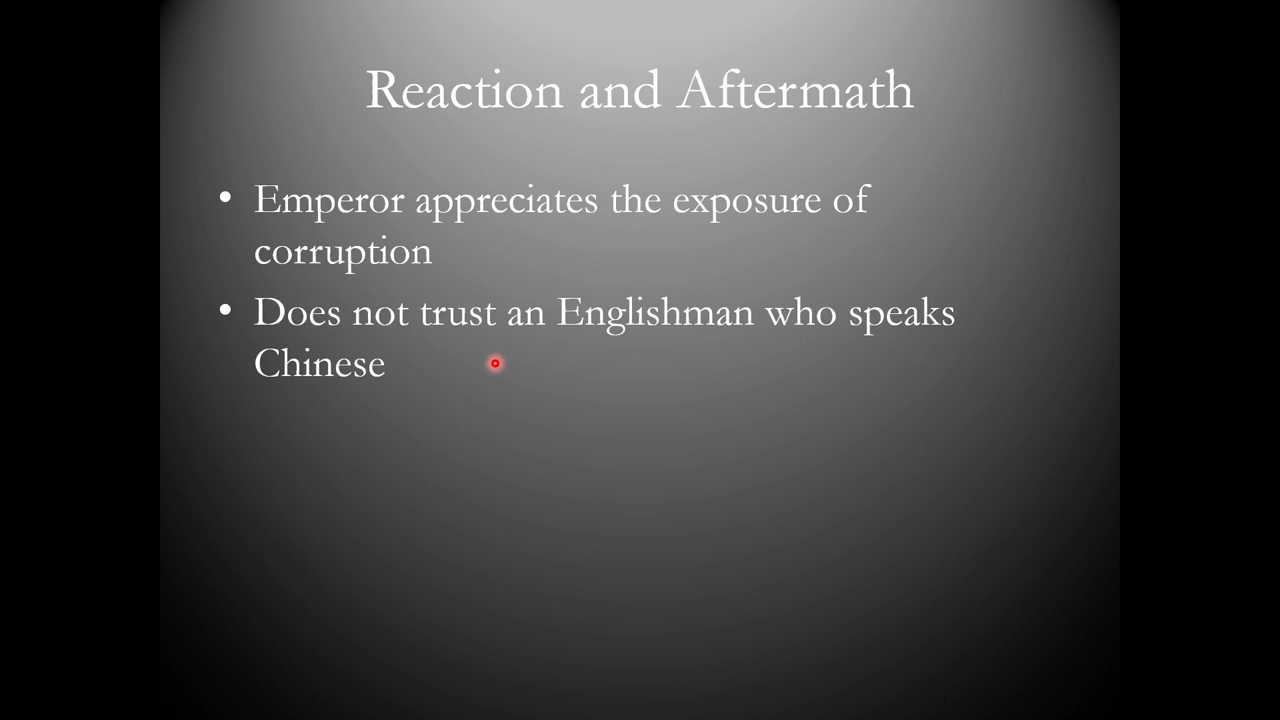 Reaction and Aftermath
• Emperor appreciates the exposure of
corruption
• Does not trust an Englishman who speaks
Chinese